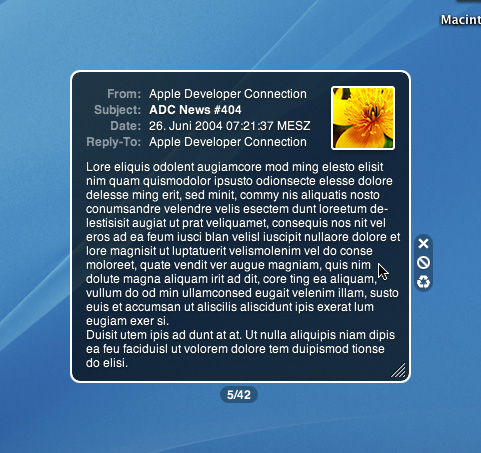 Macint
From: Apple Developer Connection
Subject: ADC News #404
Date: 26. Juni 2004 07:21:37 MESZ
Reply-To: Apple Developer Connection
Lore eliquis odolent augiamcore mod ming elesto elisit
nim quam quismodolor ipsusto odionsecte elesse dolore
delesse ming erit, sed minit, commy nis aliquatis nosto
conumsandre velendre velis esectem dunt loreetum de-
lestisisit augiat ut prat veliquamet, consequis nos nit vel
eros ad ea feum iusci blan velisl iuscipit nullaore dolore et
lore magnisit ut luptatuerit velismolenim vel do conse
moloreet, quate vendit ver augue magniam, quis nim
dolute magna aliquam irit ad dit, core ting ea aliquam,
vullum do od min ullamconsed eugait velenim illam, susto
euis et accumsan ut aliscilis aliscidunt ipis exerat lum
eugiam exer si.
Duisit utem ipis ad dunt at at. Ut nulla aliquipis niam dipis
ea feu faciduisl ut volorem dolore tem duipismod tionse
do elisi.
5/42